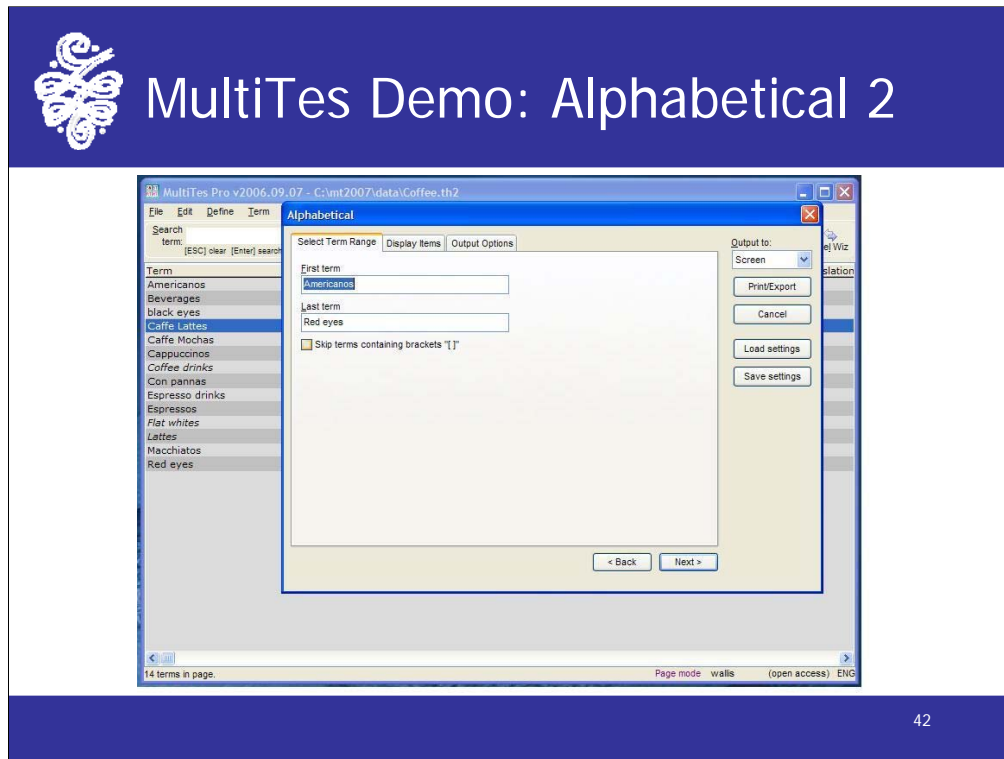 MultiTes Demo: Alphabetical 2
MultiTes Pro v2006.09.07 - C:\mt2007\data\Coffee.th2
File Edit Define Term
Alphabetical
Search
term:
[ESC] clear [Enter] search
Select Term Range Display Items Output Options
Output to:
Screen
Wiz
Term
Americanos
Beverages
black eyes
Caffe Lattes
Caffe Mochas
Cappuccinos
Coffee drinks
Con pannas
Espresso drinks
Espressos
Flat whites
Lattes
Macchiatos
Red eyes
First term
Americanos
Last term
Red eyes
Skip terms containing brackets "[ ]"
Print/Export
Cancel
Load settings
Save settings
slation
< Back Next >
14 terms in page.
Page mode wallis (open access) ENG
42